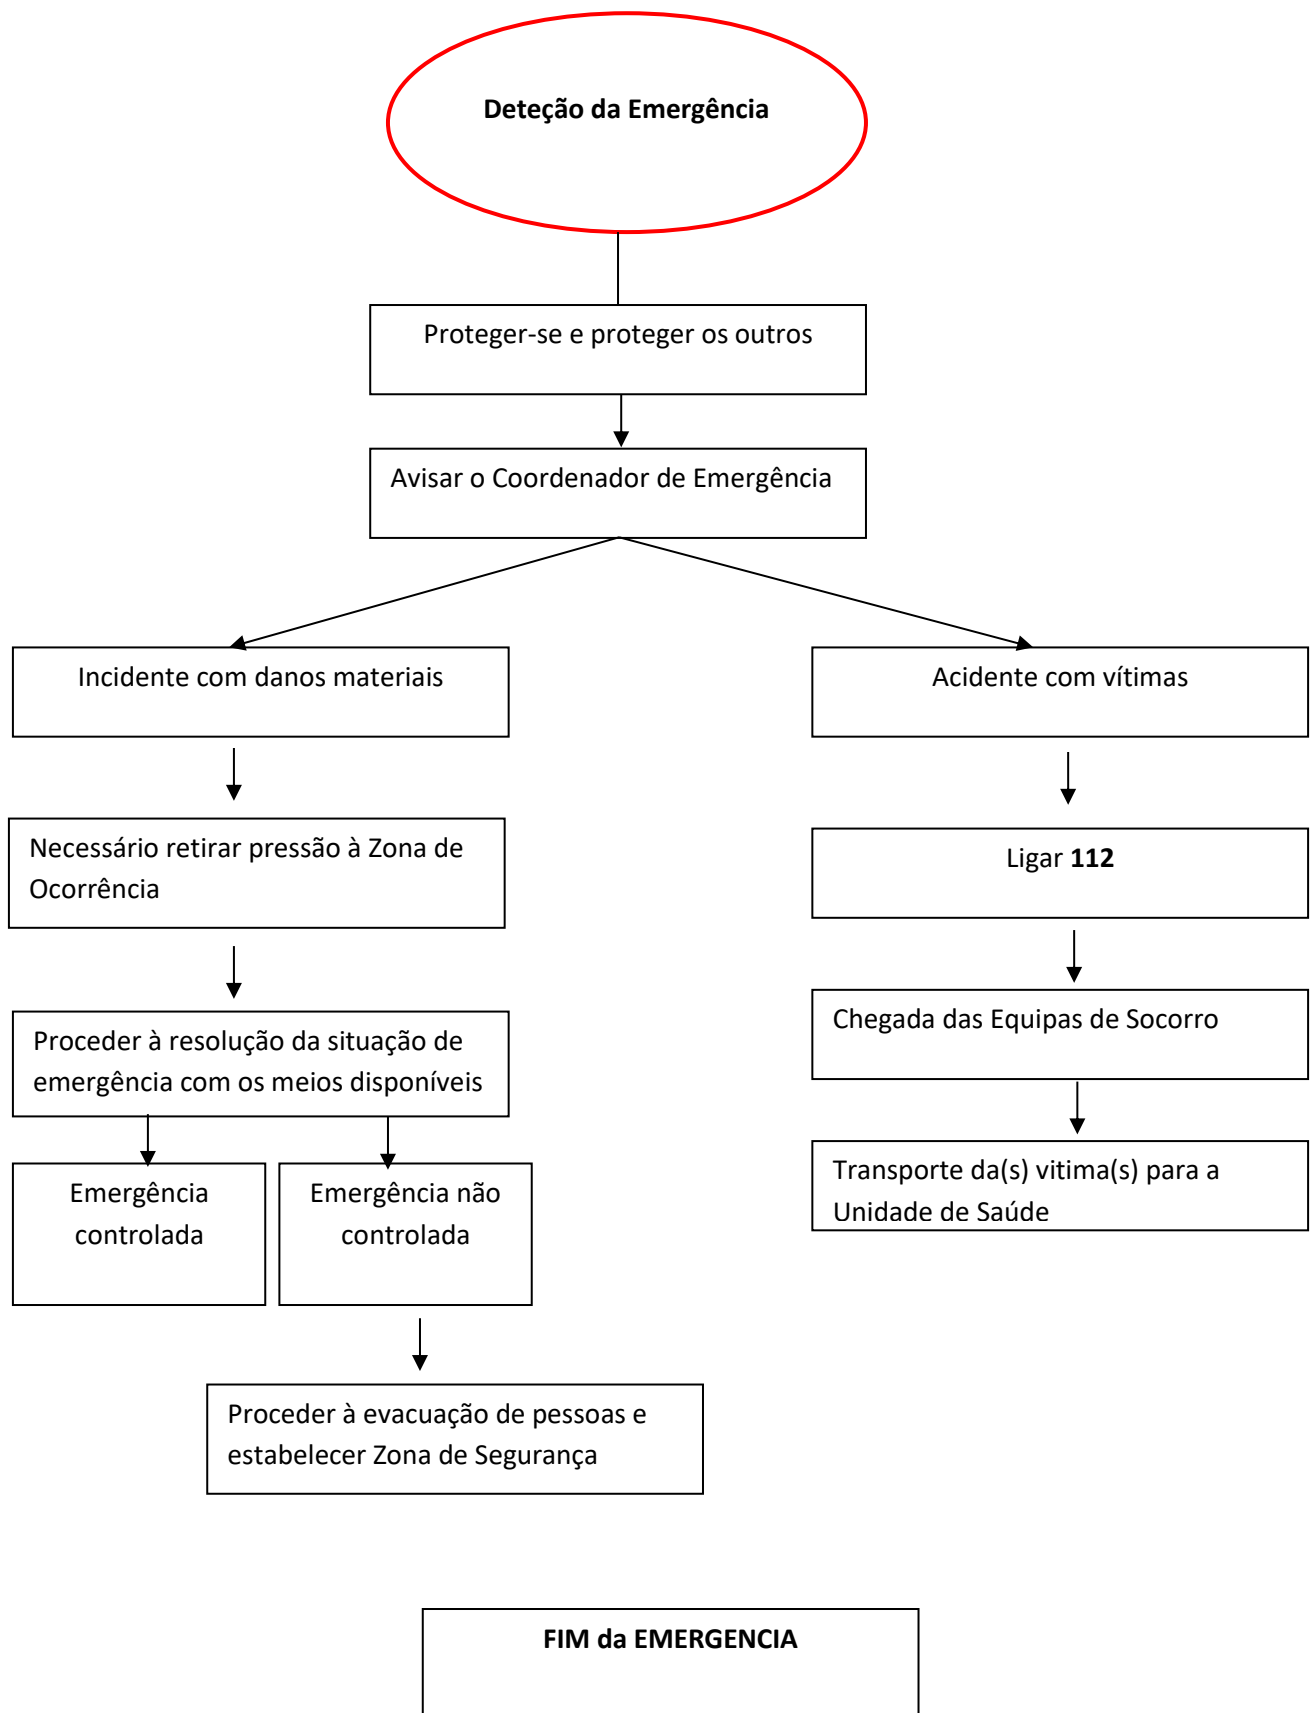 Deteção da Emergência
Proteger-se e proteger os outros
Avisar o Coordenador de Emergência
Incidente com danos materiais
Acidente com vítimas
Necessário retirar pressão à Zona de
Ocorrência
Ligar 112
Proceder à resolução da situação de
emergência com os meios disponíveis
Chegada das Equipas de Socorro
Emergência
controlada
Emergência não
controlada
Transporte da(s) vitima(s) para a
Unidade de Saúde
Proceder à evacuação de pessoas e
estabelecer Zona de Segurança
FIM da EMERGENCIA